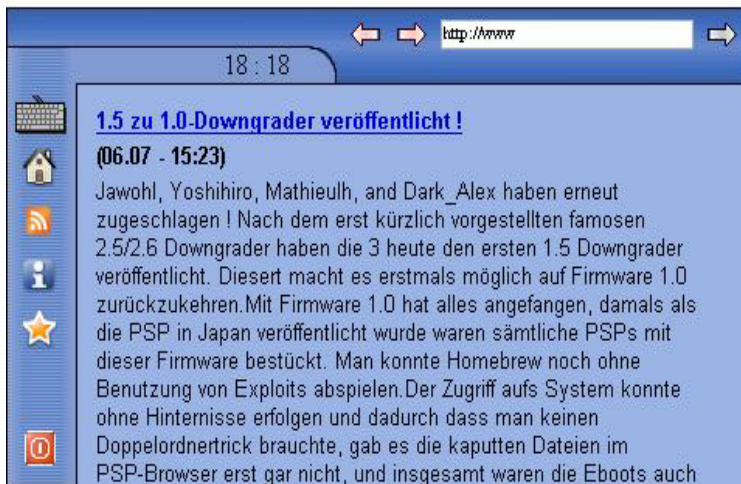 http://www
18 : 18
1.5 zu 1.0-Downgrader veröffentlicht !
(06.07 - 15:23)
Jawohl, Yoshihiro, Mathieulh, and Dark_Alex haben erneut
zugeschlagen ! Nach dem erst kürzlich vorgestellten famosen
2.5/2.6 Downgrader haben die 3 heute den ersten 1.5 Downgrader
veröffentlicht. Diesert macht es erstmals möglich auf Firmware 1.0
zurückzukehren.Mit Firmware 1.0 hat alles angefangen, damals als
die PSP in Japan veröffentlicht wurde waren sämtliche PSPs mit
dieser Firmware bestückt. Man konnte Homebrew noch ohne
Benutzung von Exploits abspielen.Der Zugriff aufs System konnte
ohne Hinternisse erfolgen und dadurch dass man keinen
Doppelordnertrick brauchte, gab es die kaputten Dateien im
PSP-Browser erst gar nicht, und insgesamt waren die Eboots auch